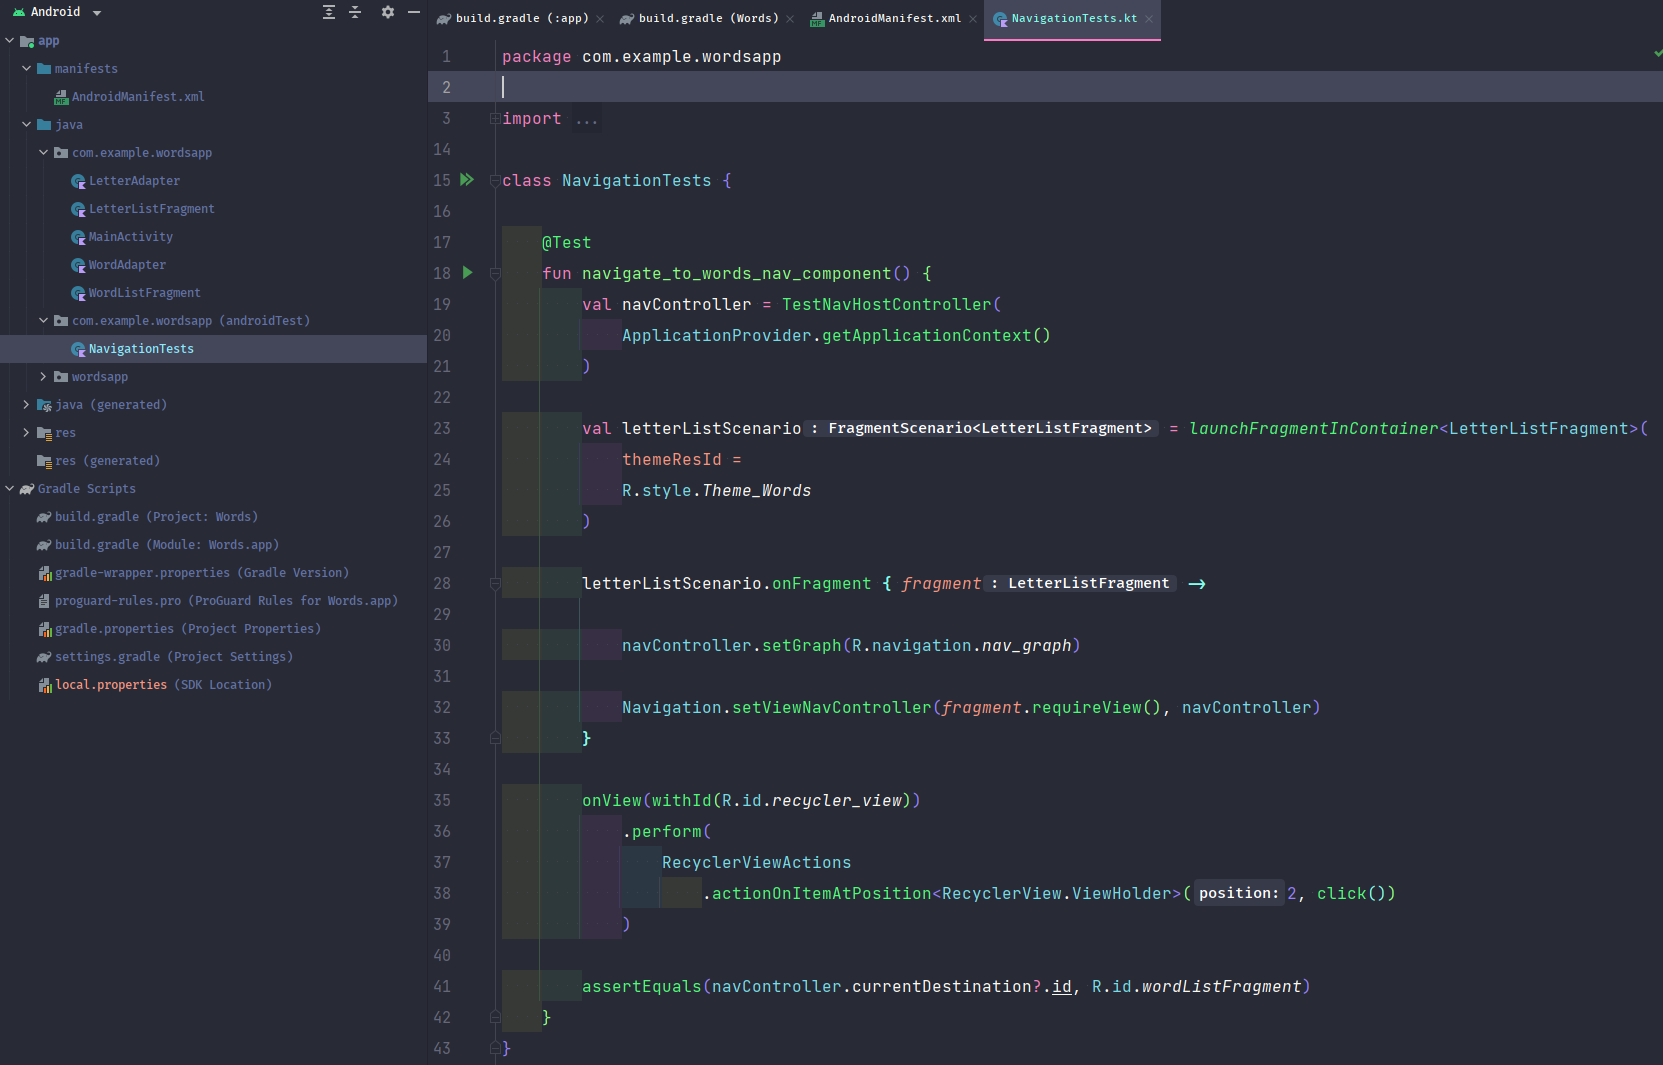 Android
app
manifests
AndroidManifest.xml
java
com.example.wordsapp
LetterAdapter
LetterListFragment
MainActivity
WordAdapter
WordListFragment
com.example.wordsapp (androidTest)
NavigationTests
wordsapp
java (generated)
res
res (generated)
Gradle Scripts
build.gradle (Project: Words)
build.gradle (Module: Words.app)
gradle-wrapper.properties (Gradle Version)
proguard-rules.pro (ProGuard Rules for Words.app)
gradle.properties (Project Properties)
settings.gradle (Project Settings)
local.properties (SDK Location)
build.gradle (:app) build.gradle (Words) AndroidManifest.xml NavigationTests.kt
1 package com.example.wordsapp
2
3 import ...
14
15 class NavigationTests {
16
17 @Test
18 fun navigate_to_words_nav_component() {
19 val navController = TestNavHostController(
20 ApplicationProvider.getApplicationContext()
21 )
22
23 val letterListScenario : FragmentScenario<LetterListFragment> = launchFragmentInContainer<LetterListFragment>(
24 themeResId =
25 R.style.Theme_Words
26 )
27
28 letterListScenario.onFragment { fragment : LetterListFragment ->
29
30 navController.setGraph(R.navigation.nav_graph)
31
32 Navigation.setViewNavController(fragment.requireView(), navController)
33 }
34
35 onView(withId(R.id.recycler_view))
36 .perform(
37 RecyclerViewActions
38 .actionOnItemAtPosition<RecyclerView.ViewHolder>( position: 2, click())
39 )
40
41 assertEquals(navController.currentDestination?.id, R.id.wordListFragment)
42 }
43 }